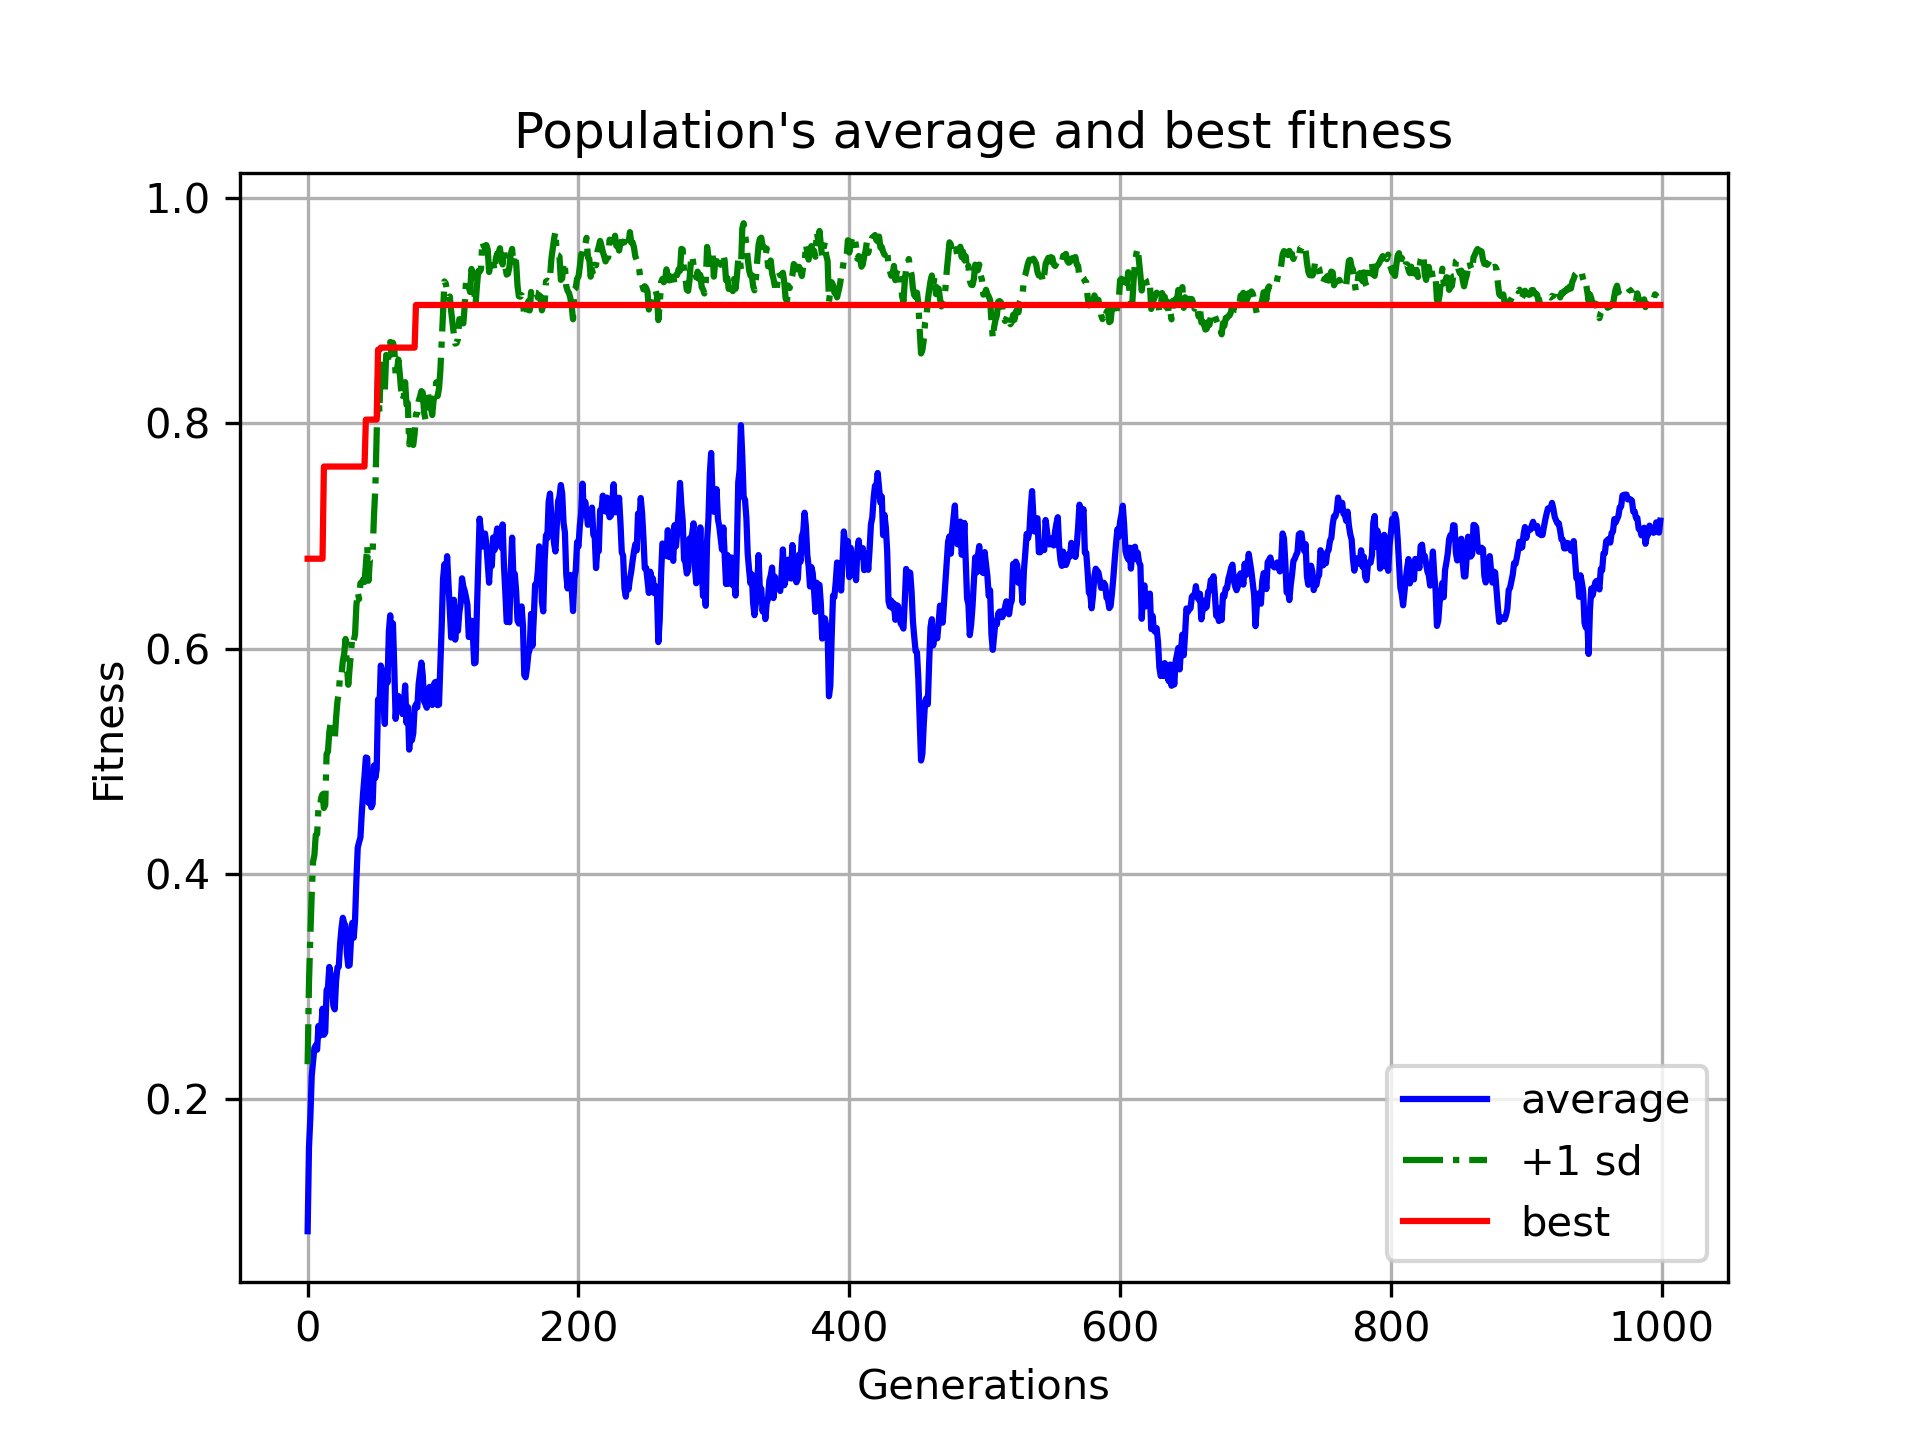 Population's average and best fitness
1.0
0.8
0.6
0.4
0.2
Fitness
0 200 400 600 800 1000
Generations
average
+1 sd
best